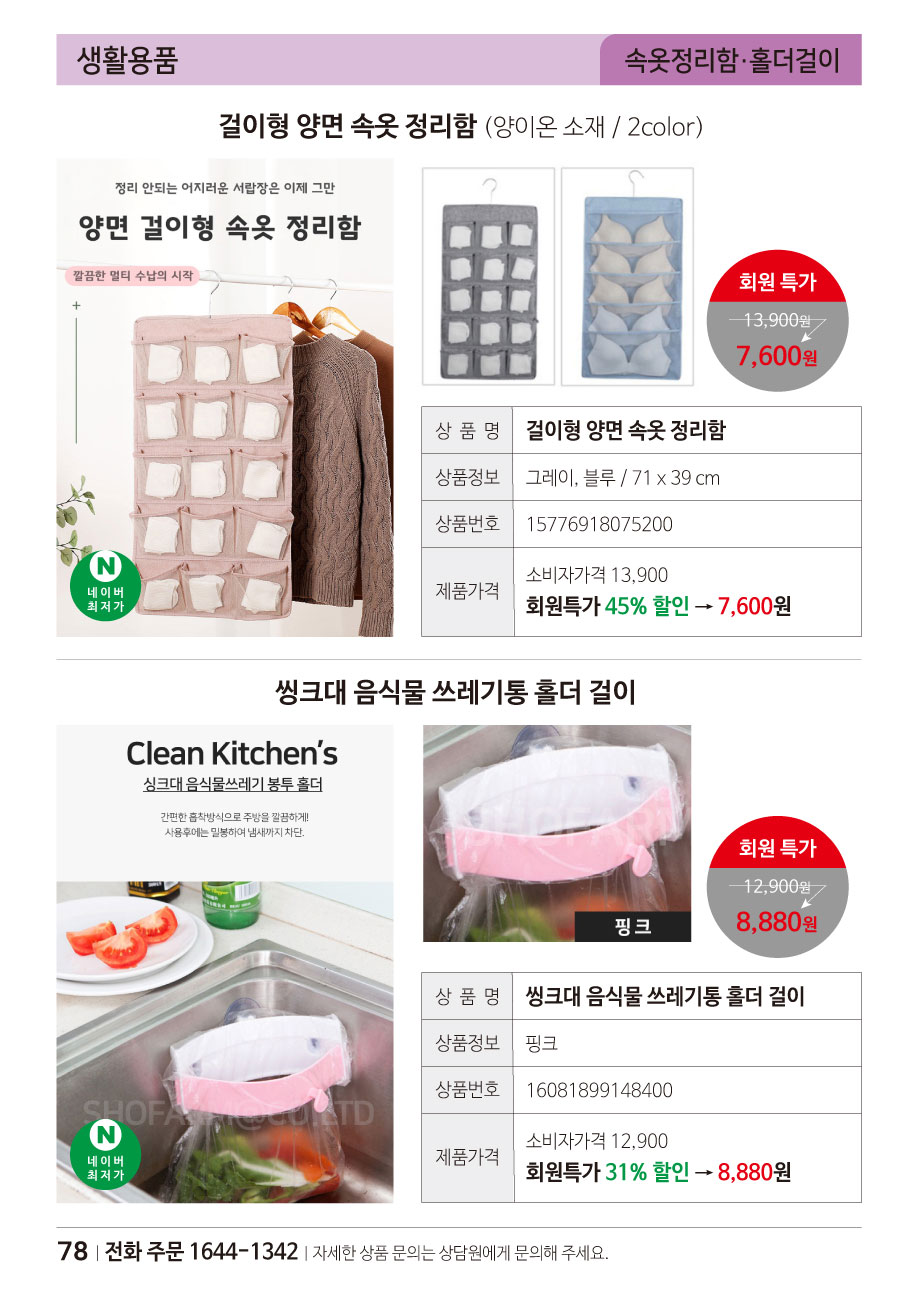 생활용품
속옷정리함·홀더걸이
걸이형 양면 속옷 정리함 (양이온 소재 / 2color)
정리 안되는 어지러운 서랍장은 이제 그만
양면 걸이형 속옷 정리함
깔끔한 멀티 수납의 시작
N
네이버
최저가
회원 특가
13,900원
7,600원
상 품 명 걸이형 양면 속옷 정리함
상품정보 그레이, 블루 / 71 x 39 cm
상품번호 15776918075200
제품가격 소비자가격 13,900
회원특가 45% 할인 → 7,600원
씽크대 음식물 쓰레기통 홀더 걸이
Clean Kitchen's
싱크대 음식물쓰레기 봉투 홀더
간편한 흡착방식으로 주방을 깔끔하게!
사용후에는 밀봉하여 냄새까지 차단.
N
네이버
최저가
핑크
회원 특가
12,900원
8,880원
상 품 명 씽크대 음식물 쓰레기통 홀더 걸이
상품정보 핑크
상품번호 16081899148400
제품가격 소비자가격 12,900
회원특가 31% 할인 → 8,880원
78 | 전화 주문 1644-1342 | 자세한 상품 문의는 상담원에게 문의해 주세요.